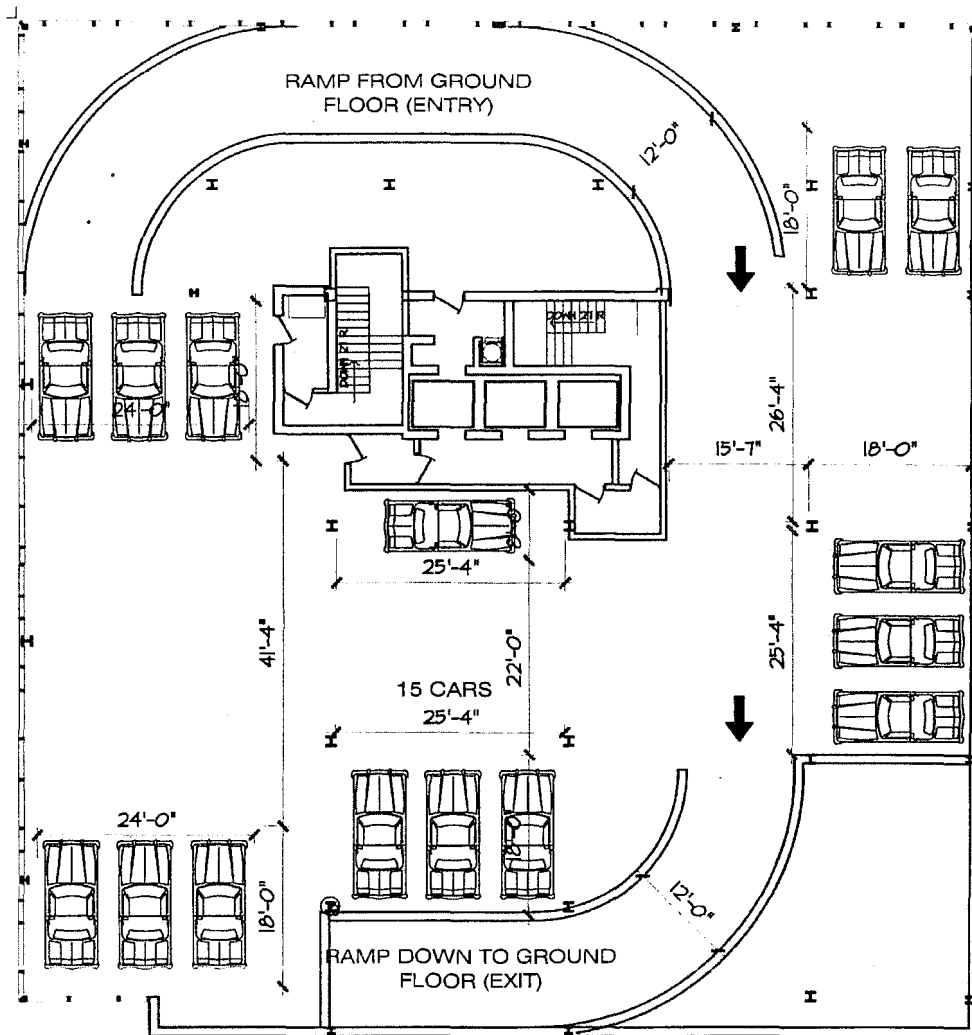 RAMP FROM GROUND
FLOOR (ENTRY)
12'-0"
18'-0"
DOWN 21 R
DOWN 21 R
24'-0"
26'-4"
15'-7"
18'-0"
25'-4"
41'-4"
22'-0"
25'-4"
15 CARS
25'-4"
24'-0"
18'-0"
12'-0"
RAMP DOWN TO GROUND
FLOOR (EXIT)